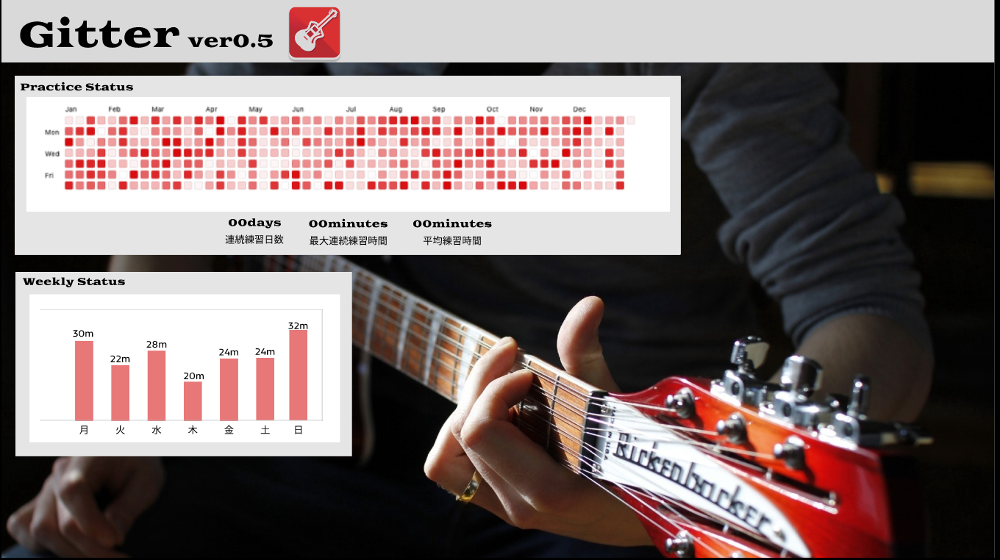 Gitter ver0.5
Practice Status
Jan Feb Mar Apr May Jun Jul Aug Sep Oct Nov Dec
Mon
Wed
Fri
00days 00minutes 00minutes
連続練習日数 最大連続練習時間 平均練習時間
Weekly Status
30m 22m 28m 20m 24m 24m 32m
月 火 水 木 金 土 日
Rickenbacker